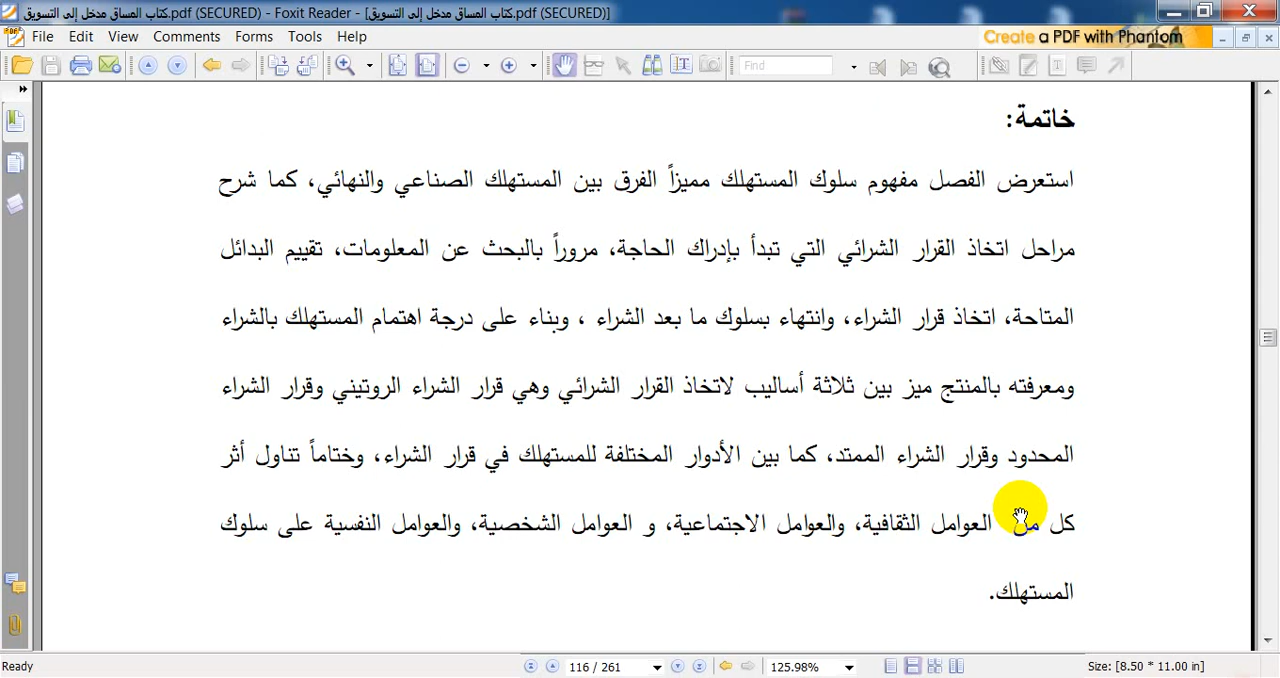 كتاب المساق مدخل إلى التسويق.pdf (SECURED) - Foxit Reader - [كتاب المساق مدخل إلى التسويق.pdf (SECURED)]
File Edit View Comments Forms Tools Help
Create a PDF with Phantom
Find
خاتمة:
استعرض الفصل مفهوم سلوك المستهلك مميزاً الفرق بين المستهلك الصناعي والنهائي، كما شرح
مراحل اتخاذ القرار الشرائي التي تبدأ بإدراك الحاجة، مروراً بالبحث عن المعلومات، تقييم البدائل
المتاحة، اتخاذ قرار الشراء، وانتهاء بسلوك ما بعد الشراء ، وبناء على درجة اهتمام المستهلك بالشراء
ومعرفته بالمنتج ميز بين ثلاثة أساليب لاتخاذ القرار الشرائي وهي قرار الشراء الروتيني وقرار الشراء
المحدود وقرار الشراء الممتد، كما بين الأدوار المختلفة للمستهلك في قرار الشراء، وختاماً تناول أثر
كل من العوامل الثقافية، والعوامل الاجتماعية، و العوامل الشخصية، والعوامل النفسية على سلوك
المستهلك.
Ready 116 / 261 125.98% Size: [8.50 * 11.00 in]